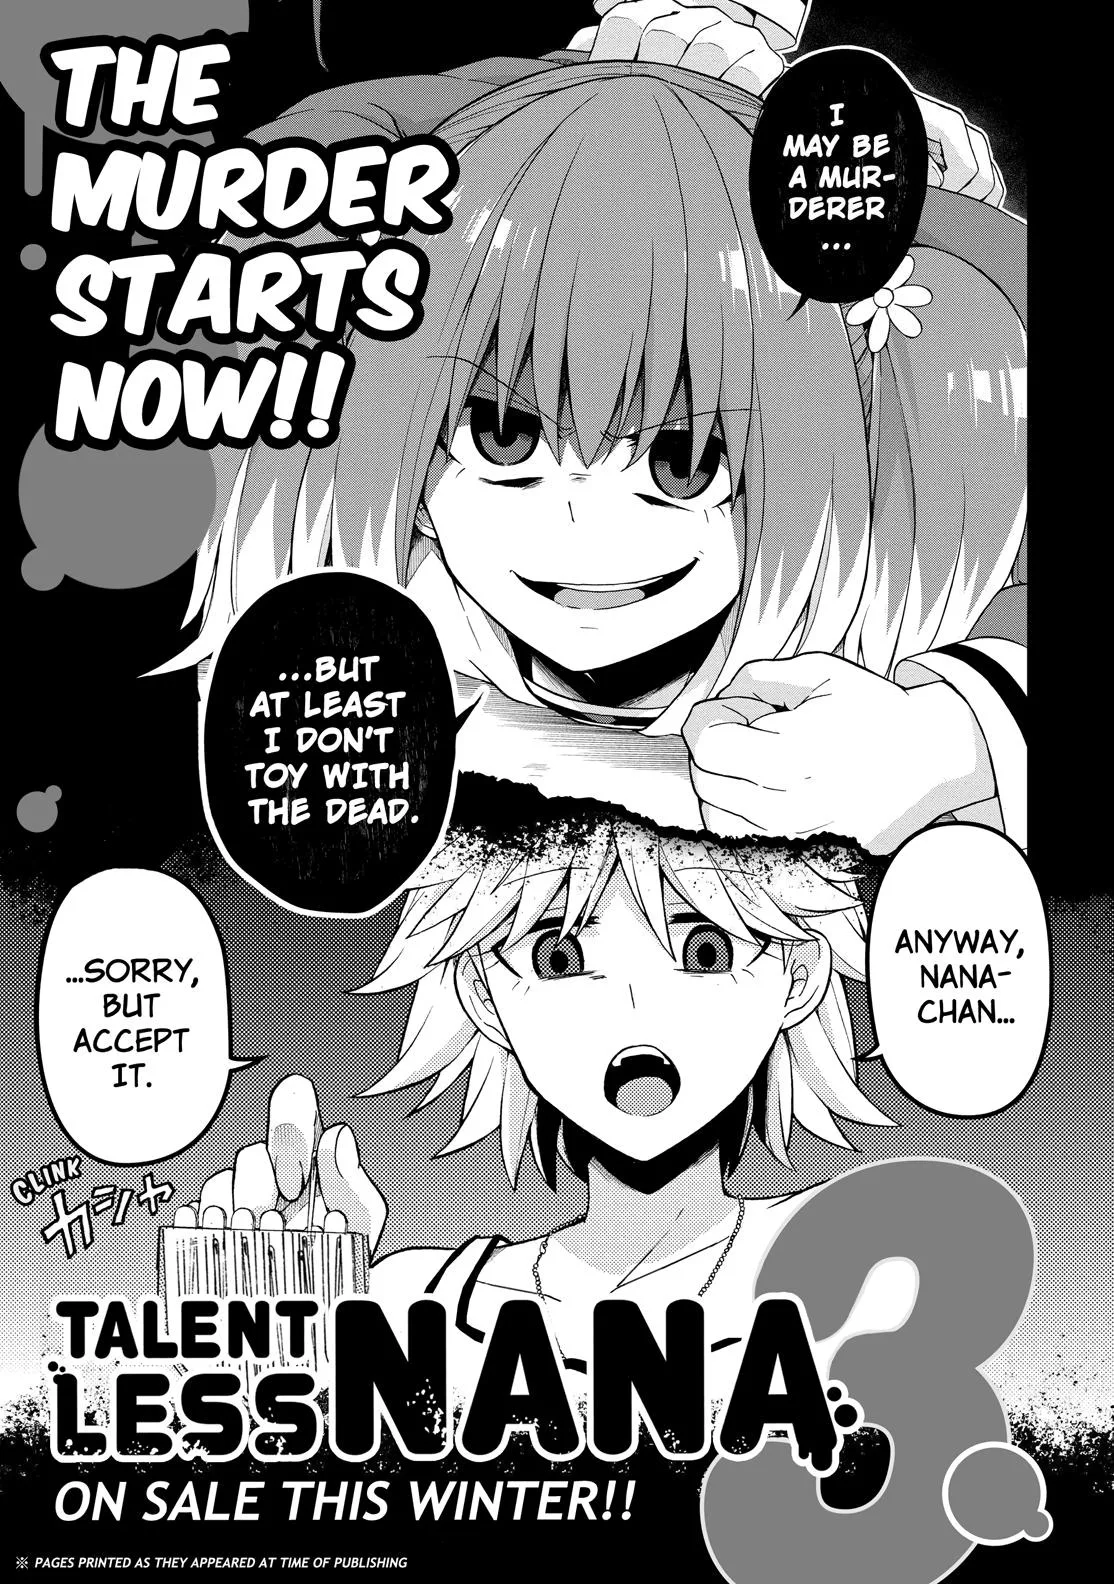 THE
MURDER
STARTS
NOW!!
I
MAY BE
A MUR-
DERER
...
...BUT
AT LEAST
I DON'T
TOY WITH
THE DEAD.
ANYWAY,
NANA-
CHAN...
...SORRY,
BUT
ACCEPT
IT.
CLINK
カシャ
TALENT
LESS NANA 3
ON SALE THIS WINTER!!
※ PAGES PRINTED AS THEY APPEARED AT TIME OF PUBLISHING